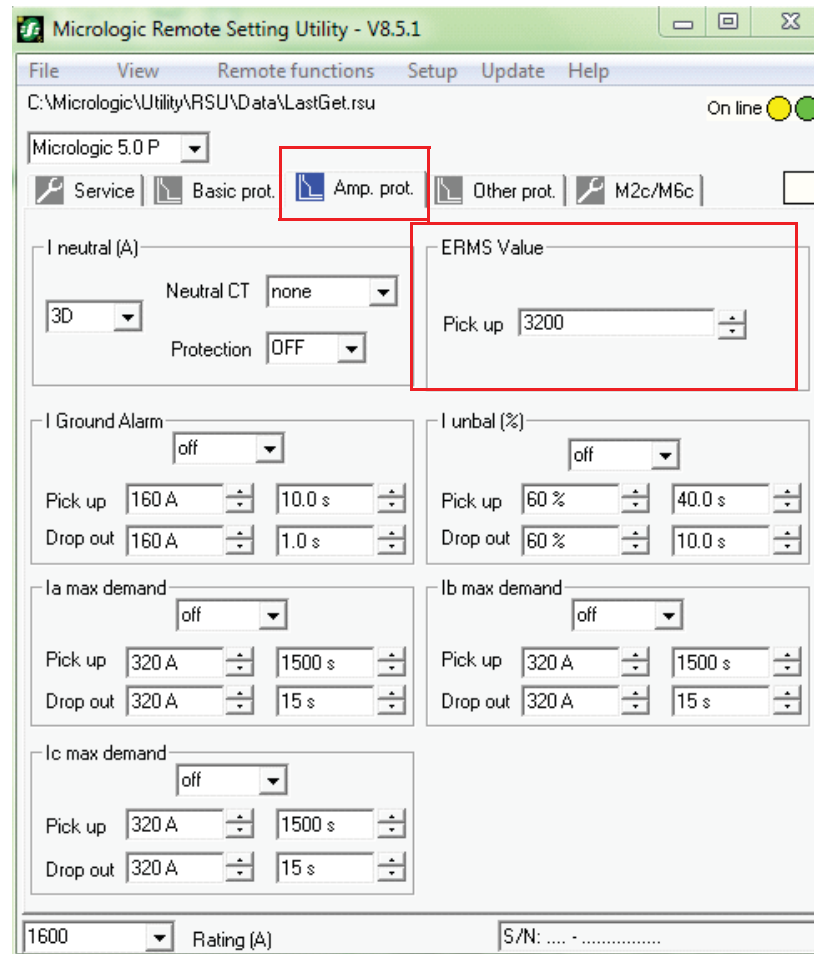 Micrologic Remote Setting Utility - V8.5.1
File View Remote functions Setup Update Help
C:\Micrologic\Utility\RSU\Data\LastGet.rsu
On line
Micrologic 5.0 P
Service Basic prot. Amp. prot. Other prot. M2c/M6c
I neutral (A)
Neutral CT none
3D
Protection OFF
ERMS Value
Pick up 3200
I Ground Alarm
off
Pick up 160 A 10.0 s
Drop out 160 A 1.0 s
I unbal (%)
off
Pick up 60 % 40.0 s
Drop out 60 % 10.0 s
Ia max demand
off
Pick up 320 A 1500 s
Drop out 320 A 15 s
Ib max demand
off
Pick up 320 A 1500 s
Drop out 320 A 15 s
Ic max demand
off
Pick up 320 A 1500 s
Drop out 320 A 15 s
1600 Rating (A) S/N: .... - ................